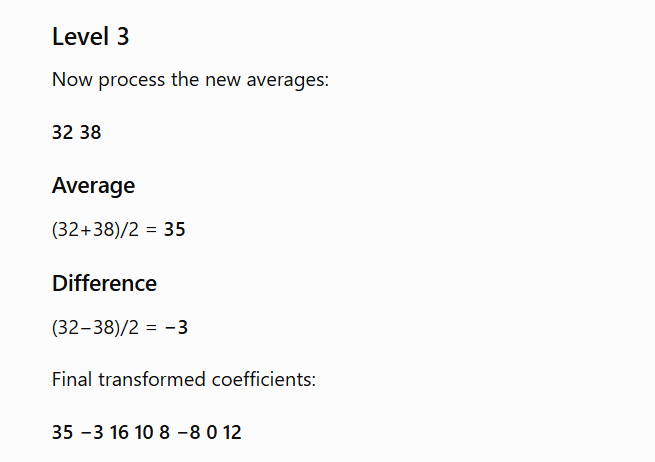 Level 3
Now process the new averages:
32 38
Average
(32+38)/2 = 35
Difference
(32−38)/2 = −3
Final transformed coefficients:
35 −3 16 10 8 −8 0 12